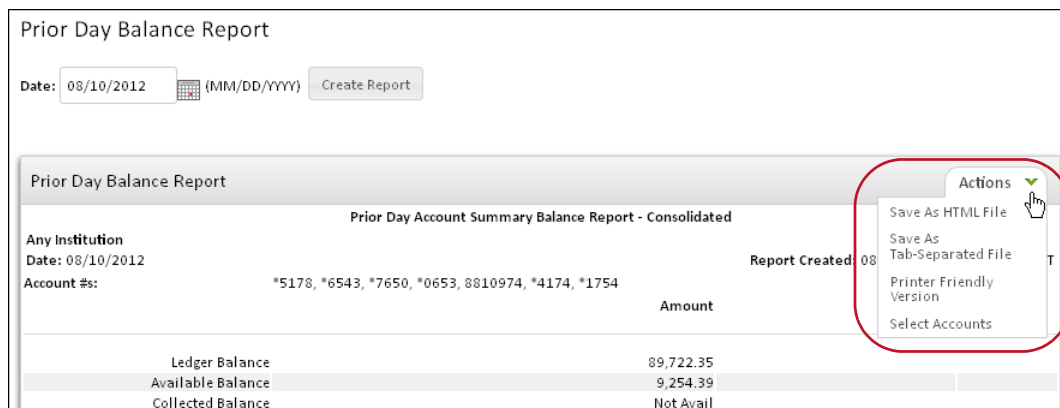 Prior Day Balance Report
Date: 08/10/2012 (MM/DD/YYYY) Create Report
Prior Day Balance Report Actions
Save As HTML File
Save As
Tab-Separated File
Printer Friendly
Version
Select Accounts
Prior Day Account Summary Balance Report - Consolidated
Any Institution
Date: 08/10/2012 Report Created: 08 T
Account #s: *5178, *6543, *7650, *0653, 8810974, *4174, *1754
Amount
Ledger Balance 89,722.35
Available Balance 9,254.39
Collected Balance Not Avail